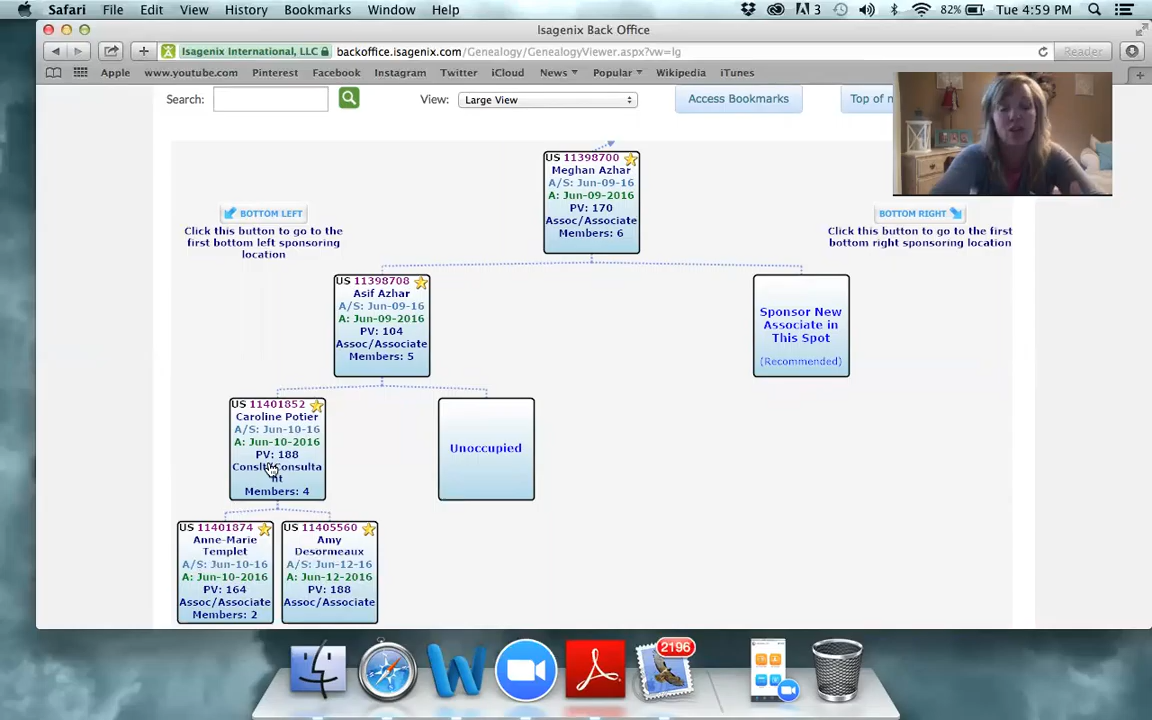 Safari File Edit View History Bookmarks Window Help 3 82% Tue 4:59 PM
Isagenix Back Office
Isagenix International, LLC backoffice.isagenix.com/Genealogy/GenealogyViewer.aspx?vw=lg Reader
Apple www.youtube.com Pinterest Facebook Instagram Twitter iCloud News Popular Wikipedia iTunes
Search: View: Large View Access Bookmarks Top of
US 11398700
Meghan Azhar
A/S: Jun-09-16
A: Jun-09-2016
PV: 170
Assoc/Associate
Members: 6
BOTTOM LEFT
Click this button to go to the
first bottom left sponsoring
location
BOTTOM RIGHT
Click this button to go to the
first bottom right sponsoring
location
US 11398708
Asif Azhar
A/S: Jun-09-16
A: Jun-09-2016
PV: 104
Assoc/Associate
Members: 5
Sponsor New
Associate in
This Spot
(Recommended)
US 11401852
Caroline Potier
A/S: Jun-10-16
A: Jun-10-2016
PV: 188
Conslt/Consulta
nt
Members: 4
Unoccupied
US 11401874
Anne-Marie
Templet
A/S: Jun-10-16
A: Jun-10-2016
PV: 164
Assoc/Associate
Members: 2
US 11405560
Amy
Desormeaux
A/S: Jun-12-16
A: Jun-12-2016
PV: 188
Assoc/Associate
2196